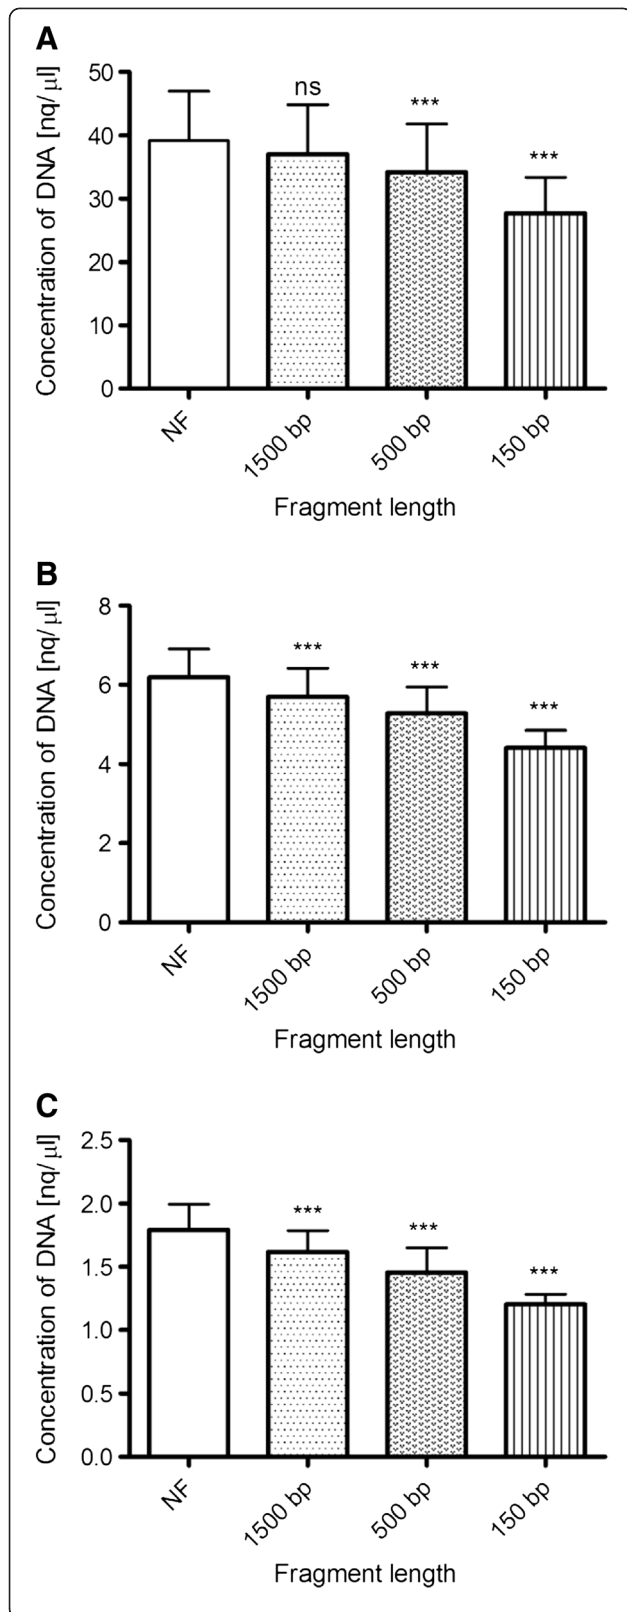 A
Concentration of DNA [nq/μl]
50
40
30
20
10
0
ns
***
***
NF
1500 bp
500 bp
150 bp
Fragment length
B
Concentration of DNA [nq/μl]
8
6
4
2
0
***
***
***
NF
1500 bp
500 bp
150 bp
Fragment length
C
Concentration of DNA [nq/μl]
2.5
2.0
1.5
1.0
0.5
0.0
***
***
***
NF
1500 bp
500 bp
150 bp
Fragment length